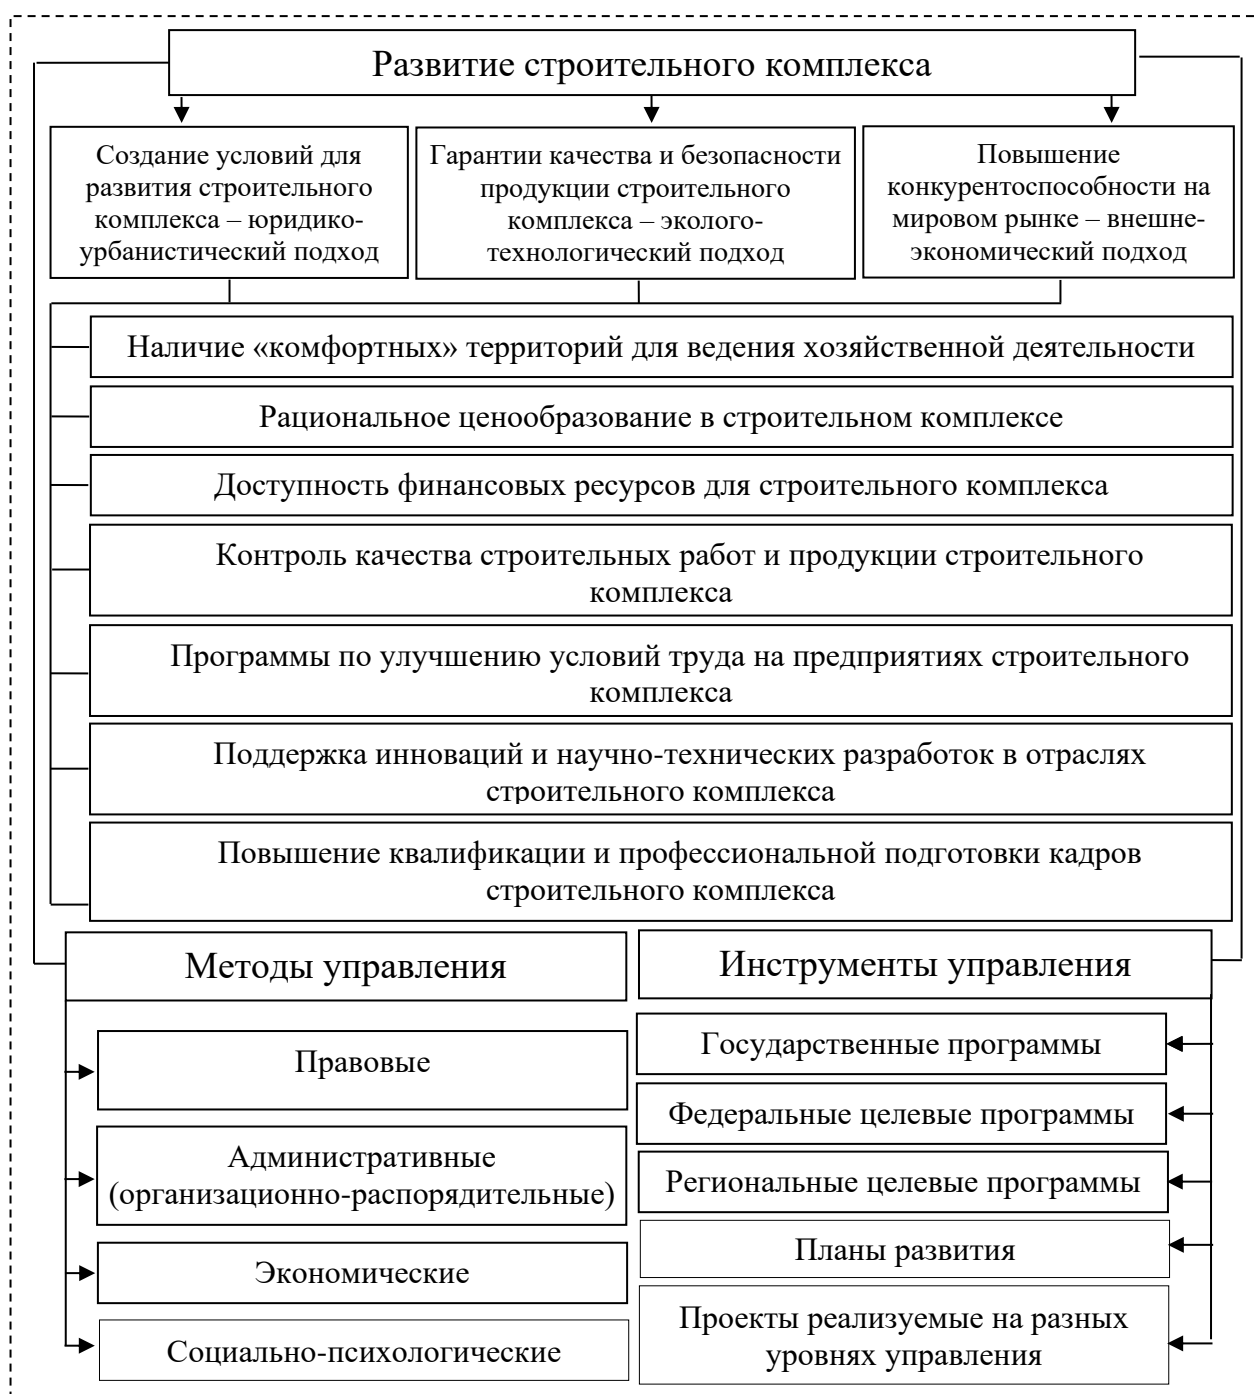 Развитие строительного комплекса
Создание условий для
развития строительного
комплекса – юридико-
урбанистический подход
Гарантии качества и безопасности
продукции строительного
комплекса – эколого-
технологический подход
Повышение
конкурентоспособности на
мировом рынке – внешне-
экономический подход
Наличие «комфортных» территорий для ведения хозяйственной деятельности
Рациональное ценообразование в строительном комплексе
Доступность финансовых ресурсов для строительного комплекса
Контроль качества строительных работ и продукции строительного
комплекса
Программы по улучшению условий труда на предприятиях строительного
комплекса
Поддержка инноваций и научно-технических разработок в отраслях
строительного комплекса
Повышение квалификации и профессиональной подготовки кадров
строительного комплекса
Методы управления
Правовые
Административные
(организационно-распорядительные)
Экономические
Социально-психологические
Инструменты управления
Государственные программы
Федеральные целевые программы
Региональные целевые программы
Планы развития
Проекты реализуемые на разных
уровнях управления